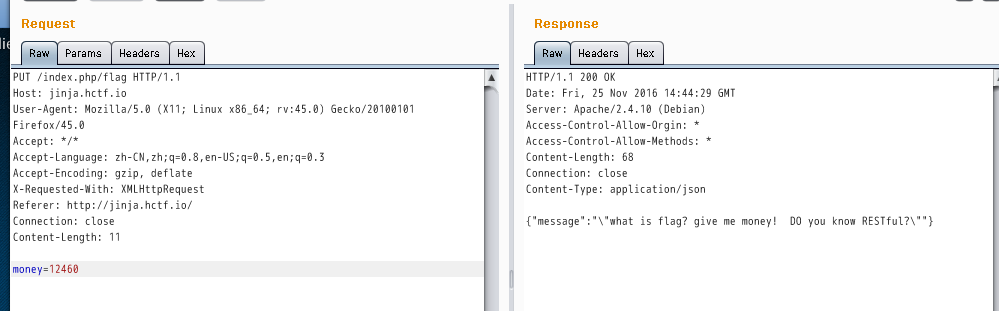 lie
Request
Raw Params Headers Hex
PUT /index.php/flag HTTP/1.1
Host: jinja.hctf.io
User-Agent: Mozilla/5.0 (X11; Linux x86_64; rv:45.0) Gecko/20100101
Firefox/45.0
Accept: */*
Accept-Language: zh-CN,zh;q=0.8,en-US;q=0.5,en;q=0.3
Accept-Encoding: gzip, deflate
X-Requested-With: XMLHttpRequest
Referer: http://jinja.hctf.io/
Connection: close
Content-Length: 11
money=12460
Response
Raw Headers Hex
HTTP/1.1 200 OK
Date: Fri, 25 Nov 2016 14:44:29 GMT
Server: Apache/2.4.10 (Debian)
Access-Control-Allow-Orgin: *
Access-Control-Allow-Methods: *
Content-Length: 68
Connection: close
Content-Type: application/json
{"message":"\"what is flag? give me money!  DO you know RESTful?\""}